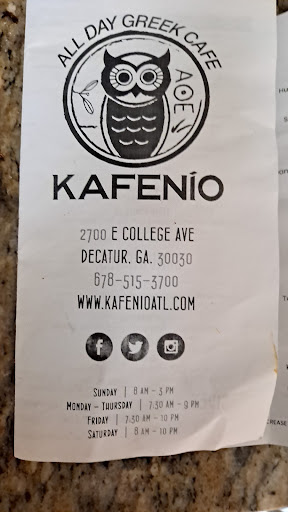 ALL DAY GREEK CAFE
ΑΘΕ
KAFENÍO
2700 E COLLEGE AVE
DECATUR, GA. 30030
678-515-3700
WWW.KAFENIOATL.COM
SUNDAY | 8 AM - 3 PM
MONDAY - THURSDAY | 7:30 AM - 9 PM
FRIDAY | 7:30 AM - 10 PM
SATURDAY | 8 AM - 10 PM